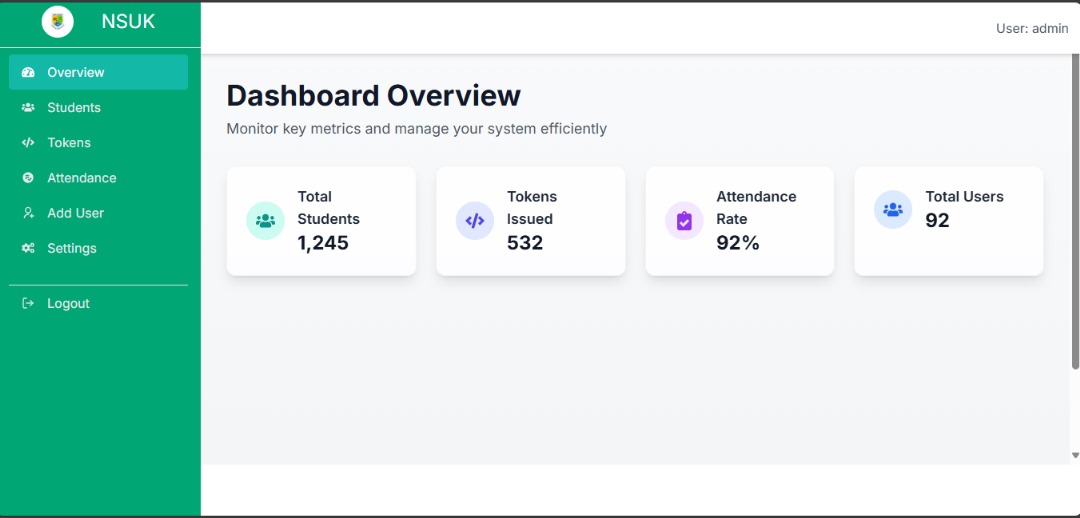 NSUK
User: admin
Overview
Students
Tokens
Attendance
Add User
Settings
Logout
Dashboard Overview
Monitor key metrics and manage your system efficiently
Total
Students
1,245
Tokens
Issued
532
Attendance
Rate
92%
Total Users
92